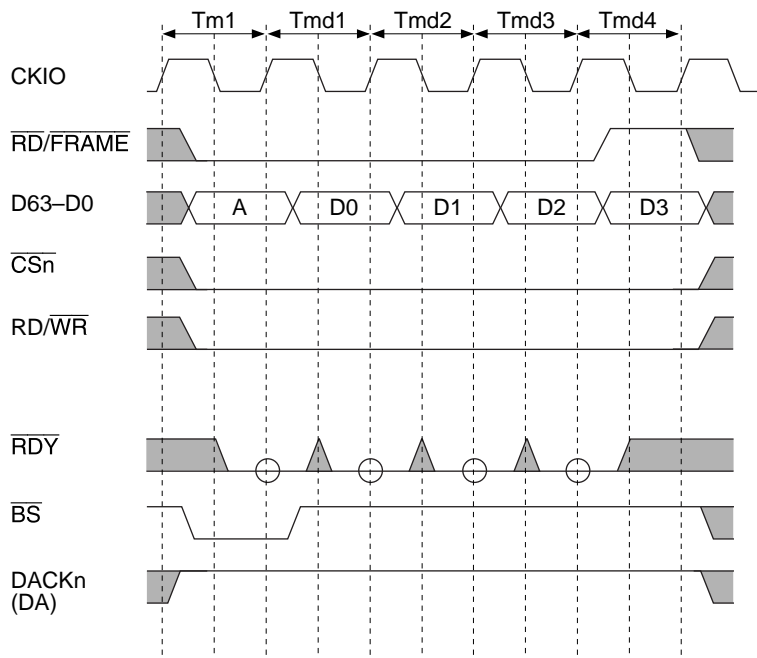 Tm1 Tmd1 Tmd2 Tmd3 Tmd4
CKIO
RD/FRAME
D63–D0 A D0 D1 D2 D3
CSn
RD/WR
RDY
BS
DACKn
(DA)